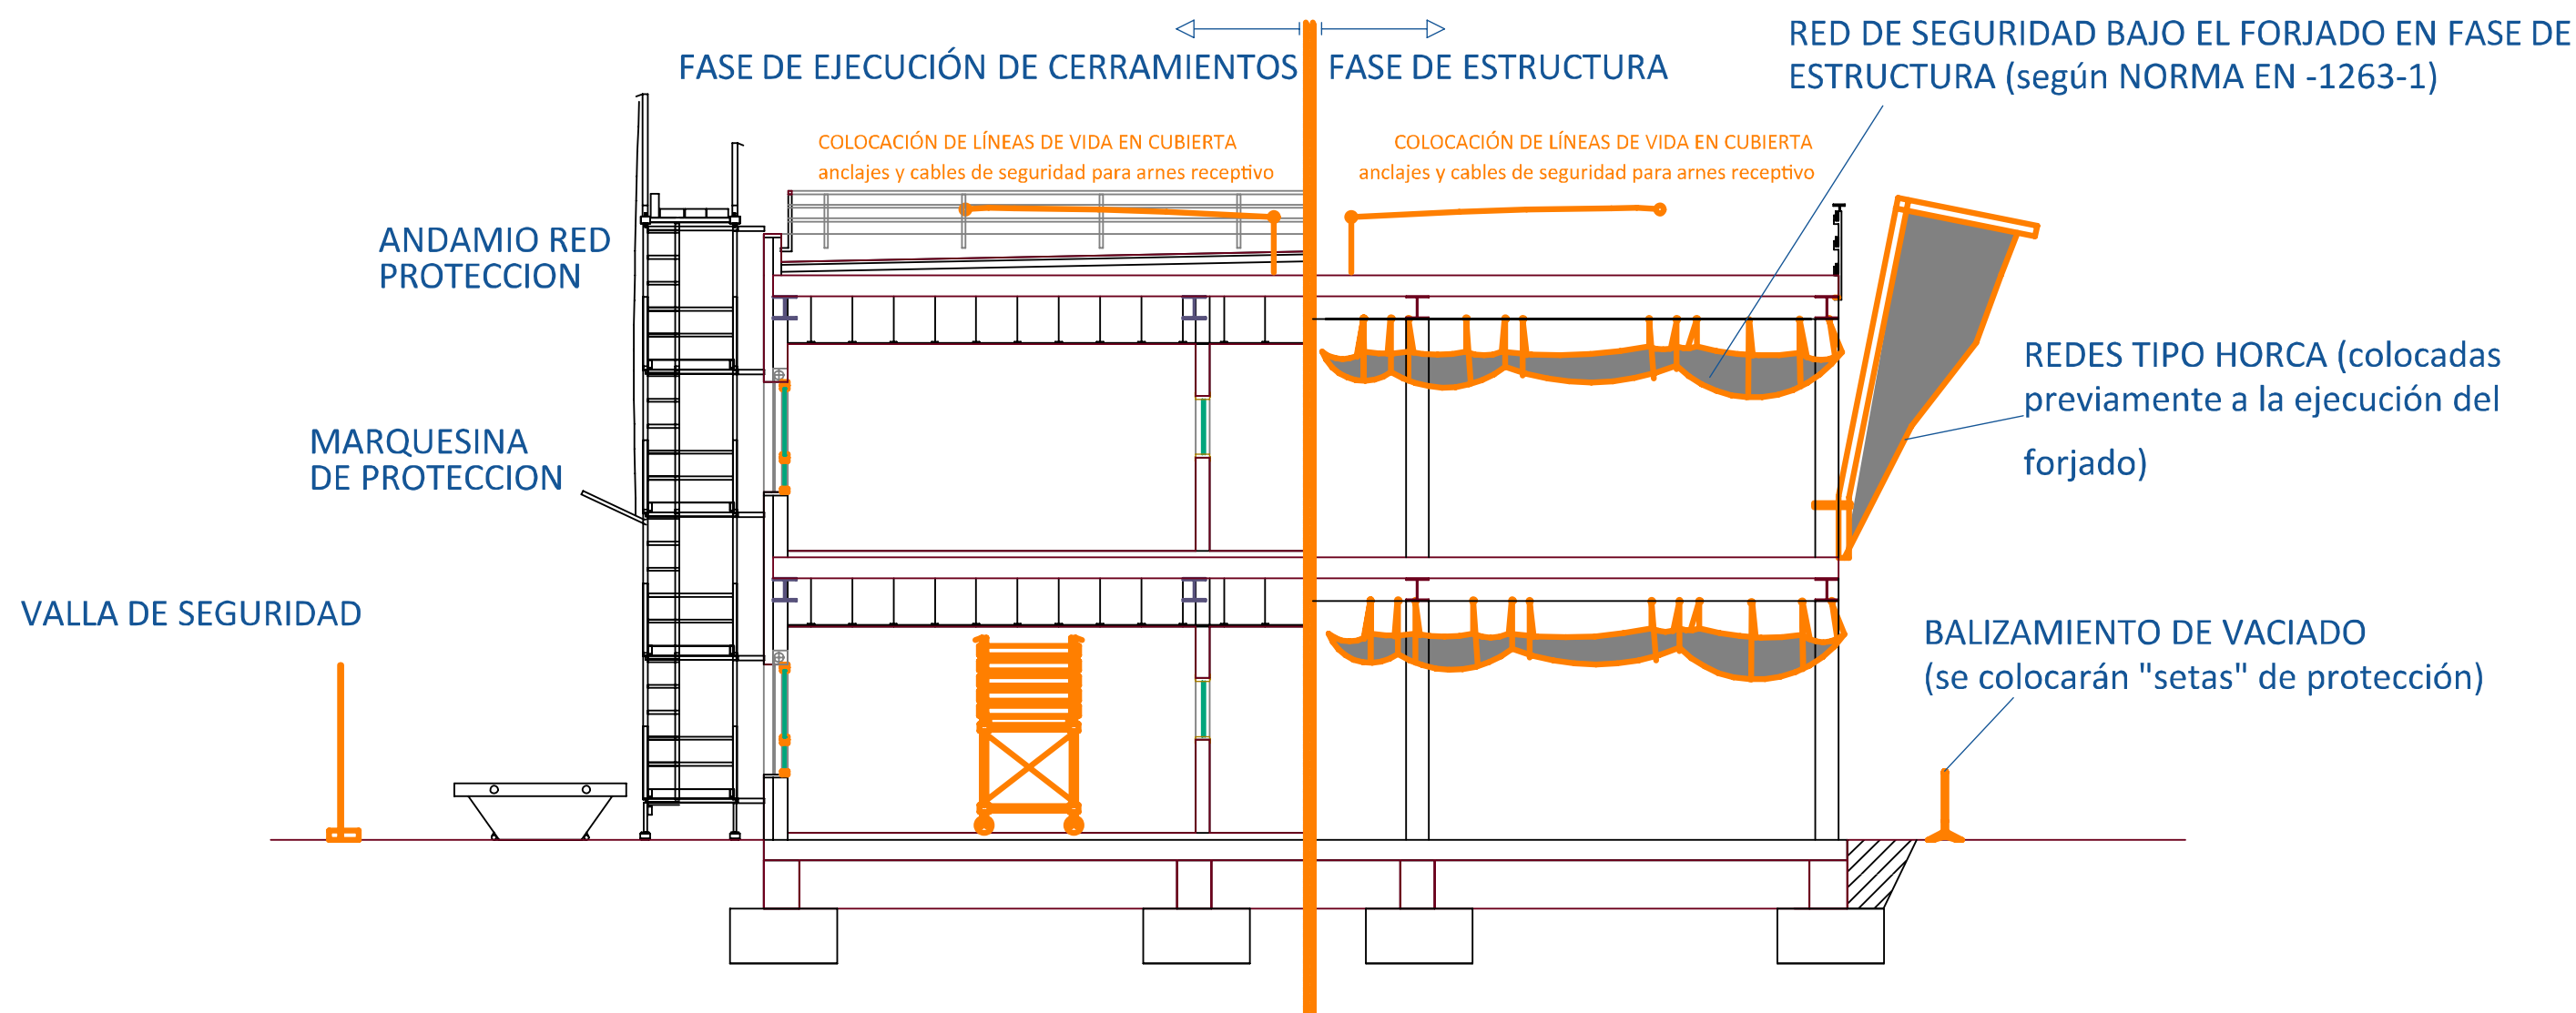 FASE DE EJECUCIÓN DE CERRAMIENTOS
FASE DE ESTRUCTURA
RED DE SEGURIDAD BAJO EL FORJADO EN FASE DE
ESTRUCTURA (según NORMA EN -1263-1)
COLOCACIÓN DE LÍNEAS DE VIDA EN CUBIERTA
anclajes y cables de seguridad para arnes receptivo
COLOCACIÓN DE LÍNEAS DE VIDA EN CUBIERTA
anclajes y cables de seguridad para arnes receptivo
ANDAMIO RED
PROTECCION
REDES TIPO HORCA (colocadas
previamente a la ejecución del
forjado)
MARQUESINA
DE PROTECCION
VALLA DE SEGURIDAD
BALIZAMIENTO DE VACIADO
(se colocarán "setas" de protección)